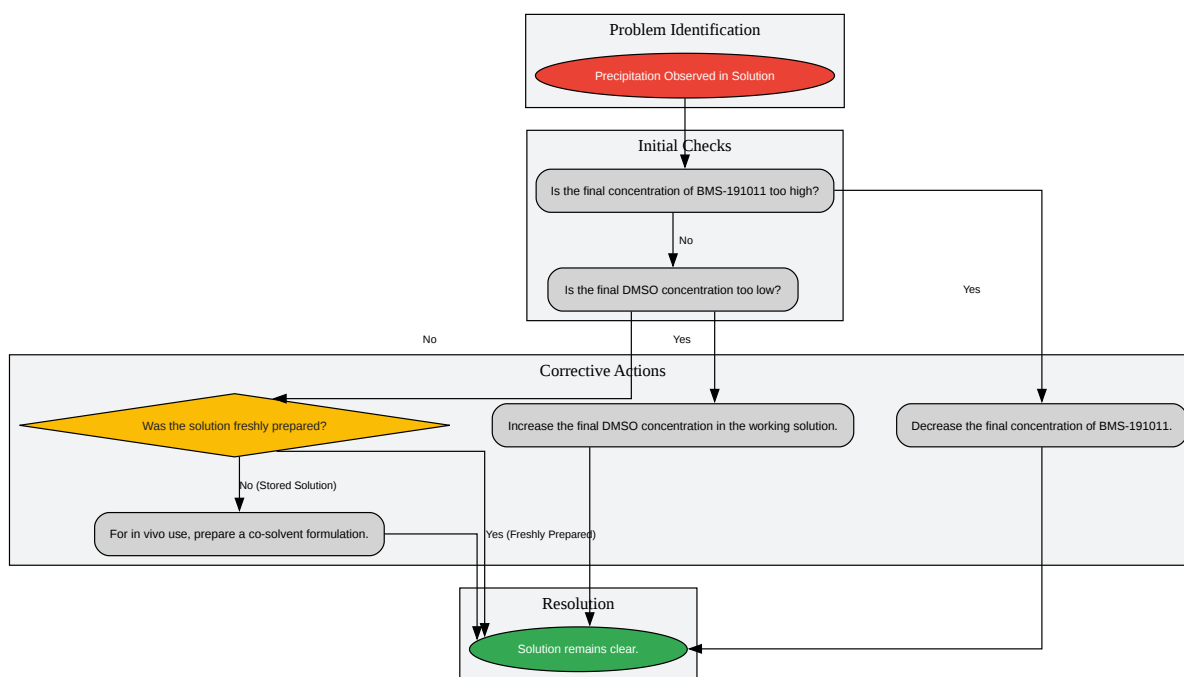 Problem Identification
Precipitation Observed in Solution
Initial Checks
Is the final concentration of BMS-191011 too high?
No
Is the final DMSO concentration too low?
Yes
No
Yes
Corrective Actions
Was the solution freshly prepared?
Increase the final DMSO concentration in the working solution.
Decrease the final concentration of BMS-191011.
No (Stored Solution)
For in vivo use, prepare a co-solvent formulation.
Yes (Freshly Prepared)
Resolution
Solution remains clear.